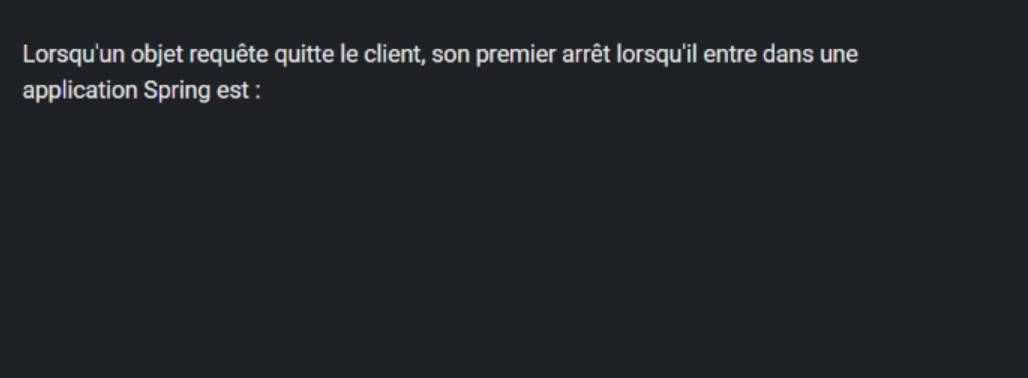 Lorsqu'un objet requête quitte le client, son premier arrêt lorsqu'il entre dans une
application Spring est :